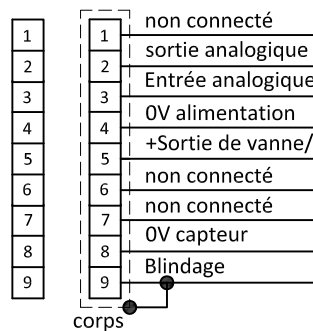 1 1 non connecté
2 2 sortie analogique
3 3 Entrée analogique
4 4 0V alimentation
5 5 +Sortie de vanne/
6 6 non connecté
7 7 non connecté
8 8 0V capteur
9 9 Blindage
corps